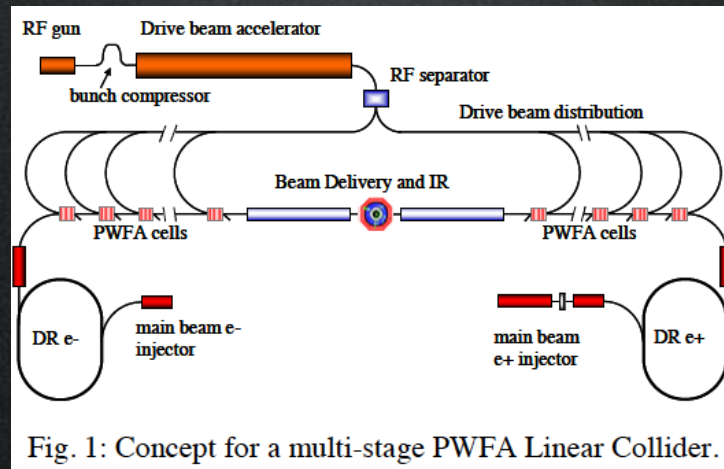 RF gun
Drive beam accelerator
bunch compressor
RF separator
Drive beam distribution
Beam Delivery and IR
PWFA cells
PWFA cells
DR e-
main beam e-
injector
main beam
e+ injector
DR e+
Fig. 1: Concept for a multi-stage PWFA Linear Collider.